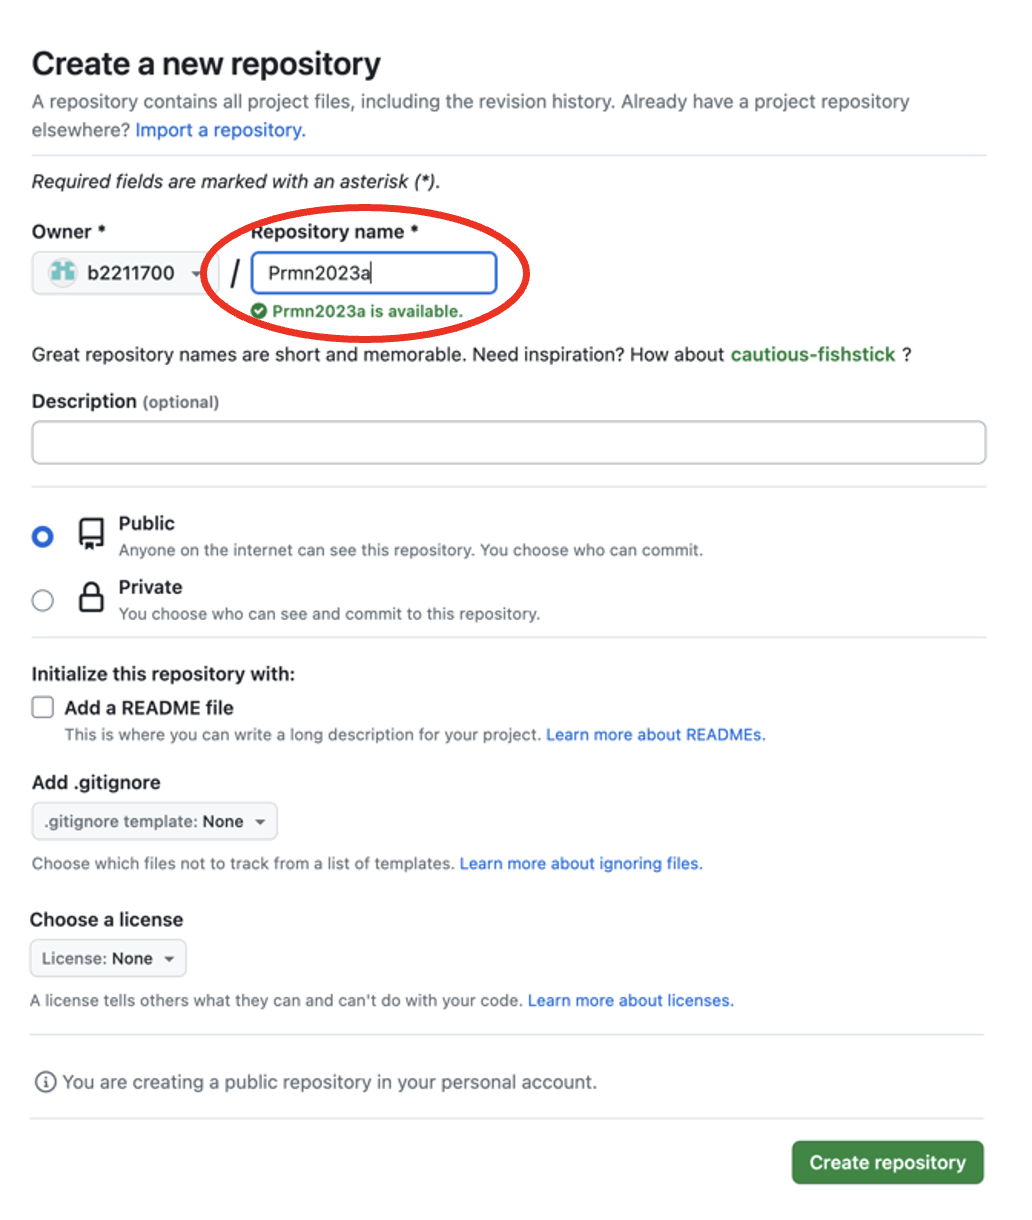 Create a new repository
A repository contains all project files, including the revision history. Already have a project repository
elsewhere? Import a repository.
Required fields are marked with an asterisk (*).
Owner *
Repository name *
b2211700
/
Prmn2023a
Prmn2023a is available.
Great repository names are short and memorable. Need inspiration? How about cautious-fishstick ?
Description (optional)
Public
Anyone on the internet can see this repository. You choose who can commit.
Private
You choose who can see and commit to this repository.
Initialize this repository with:
Add a README file
This is where you can write a long description for your project. Learn more about READMEs.
Add .gitignore
.gitignore template: None
Choose which files not to track from a list of templates. Learn more about ignoring files.
Choose a license
License: None
A license tells others what they can and can't do with your code. Learn more about licenses.
You are creating a public repository in your personal account.
Create repository